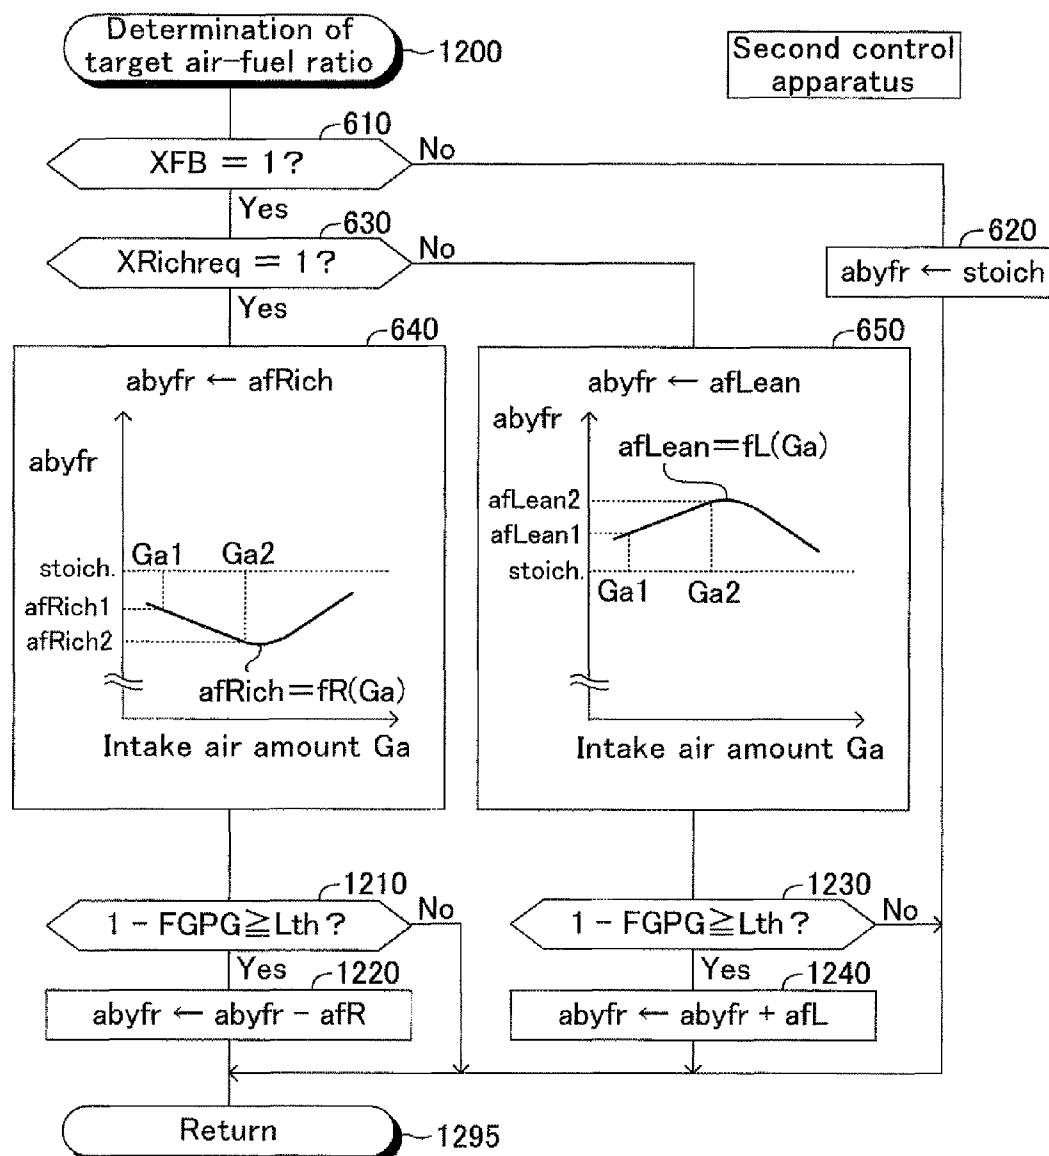 Determination of
target air-fuel ratio
1200
Second control
apparatus
610
XFB = 1?
No
Yes
630
XRichreq = 1?
No
Yes
620
abyfr ← stoich
640
abyfr ← afRich
abyfr
Ga1
Ga2
stoich.
afRich1
afRich2
afRich=fR(Ga)
Intake air amount Ga
650
abyfr ← afLean
abyfr
afLean=fL(Ga)
afLean2
afLean1
stoich.
Ga1
Ga2
Intake air amount Ga
1210
1 - FGPG≧Lth?
No
Yes
1220
abyfr ← abyfr - afR
1230
1 - FGPG≧Lth?
No
Yes
1240
abyfr ← abyfr + afL
Return
1295